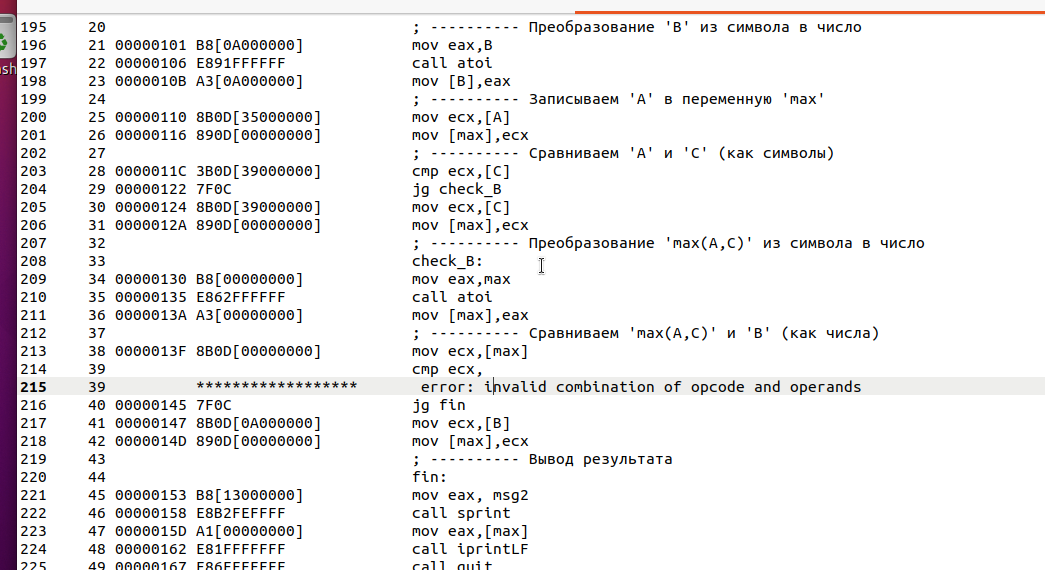 195 20 ; ---------- Преобразование 'B' из символа в число
196 21 00000101 B8[0A000000] mov eax,B
197 22 00000106 E891FFFFFF call atoi
198 23 0000010B A3[0A000000] mov [B],eax
199 24 ; ---------- Записываем 'A' в переменную 'max'
200 25 00000110 8B0D[35000000] mov ecx,[A]
201 26 00000116 890D[00000000] mov [max],ecx
202 27 ; ---------- Сравниваем 'A' и 'С' (как символы)
203 28 0000011C 3B0D[39000000] cmp ecx,[C]
204 29 00000122 7F0C jg check_B
205 30 00000124 8B0D[39000000] mov ecx,[C]
206 31 0000012A 890D[00000000] mov [max],ecx
207 32 ; ---------- Преобразование 'max(A,C)' из символа в число
208 33 check_B:
209 34 00000130 B8[00000000] mov eax,max
210 35 00000135 E862FFFFFF call atoi
211 36 0000013A A3[00000000] mov [max],eax
212 37 ; ---------- Сравниваем 'max(A,C)' и 'B' (как числа)
213 38 0000013F 8B0D[00000000] mov ecx,[max]
214 39 cmp ecx,
215 39 ****************** error: invalid combination of opcode and operands
216 40 00000145 7F0C jg fin
217 41 00000147 8B0D[0A000000] mov ecx,[B]
218 42 0000014D 890D[00000000] mov [max],ecx
219 43 ; ---------- Вывод результата
220 44 fin:
221 45 00000153 B8[13000000] mov eax, msg2
222 46 00000158 E8B2FEFFFF call sprint
223 47 0000015D A1[00000000] mov eax,[max]
224 48 00000162 E81FFFFFFF call iprintLF
225 49 00000167 E86FFFFFFF call quit